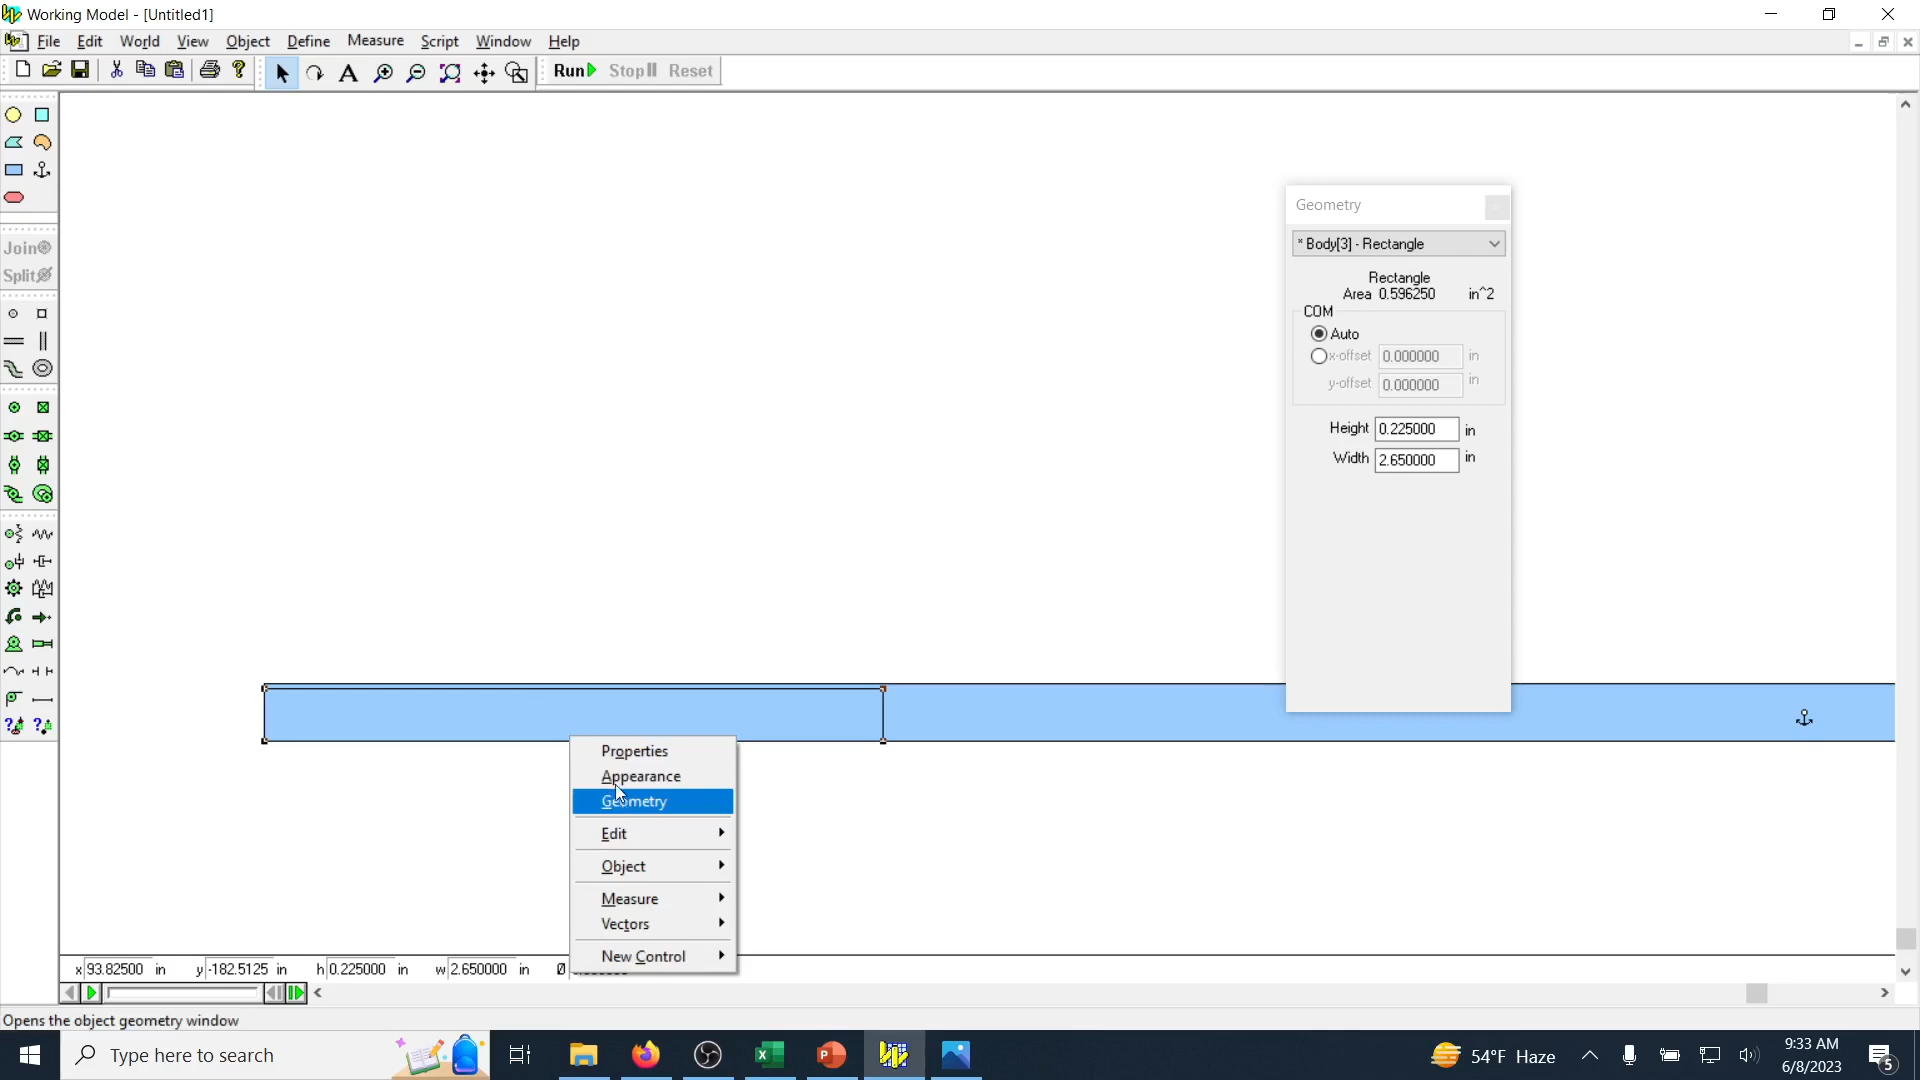 Working Model - [Untitled1]
File Edit World View Object Define Measure Script Window Help
A Run Stop Reset
Join
Split
Geometry
* Body[3] - Rectangle
Rectangle
Area 0.596250 in^2
COM
Auto
x-offset 0.000000 in
y-offset 0.000000 in
Height 0.225000 in
Width 2.650000 in
Properties
Appearance
Geometry
Edit
Object
Measure
Vectors
New Control
x 93.82500 in y -182.5125 in h 0.225000 in w 2.650000 in Ø
Opens the object geometry window
Type here to search
54°F Haze
9:33 AM
6/8/2023
5